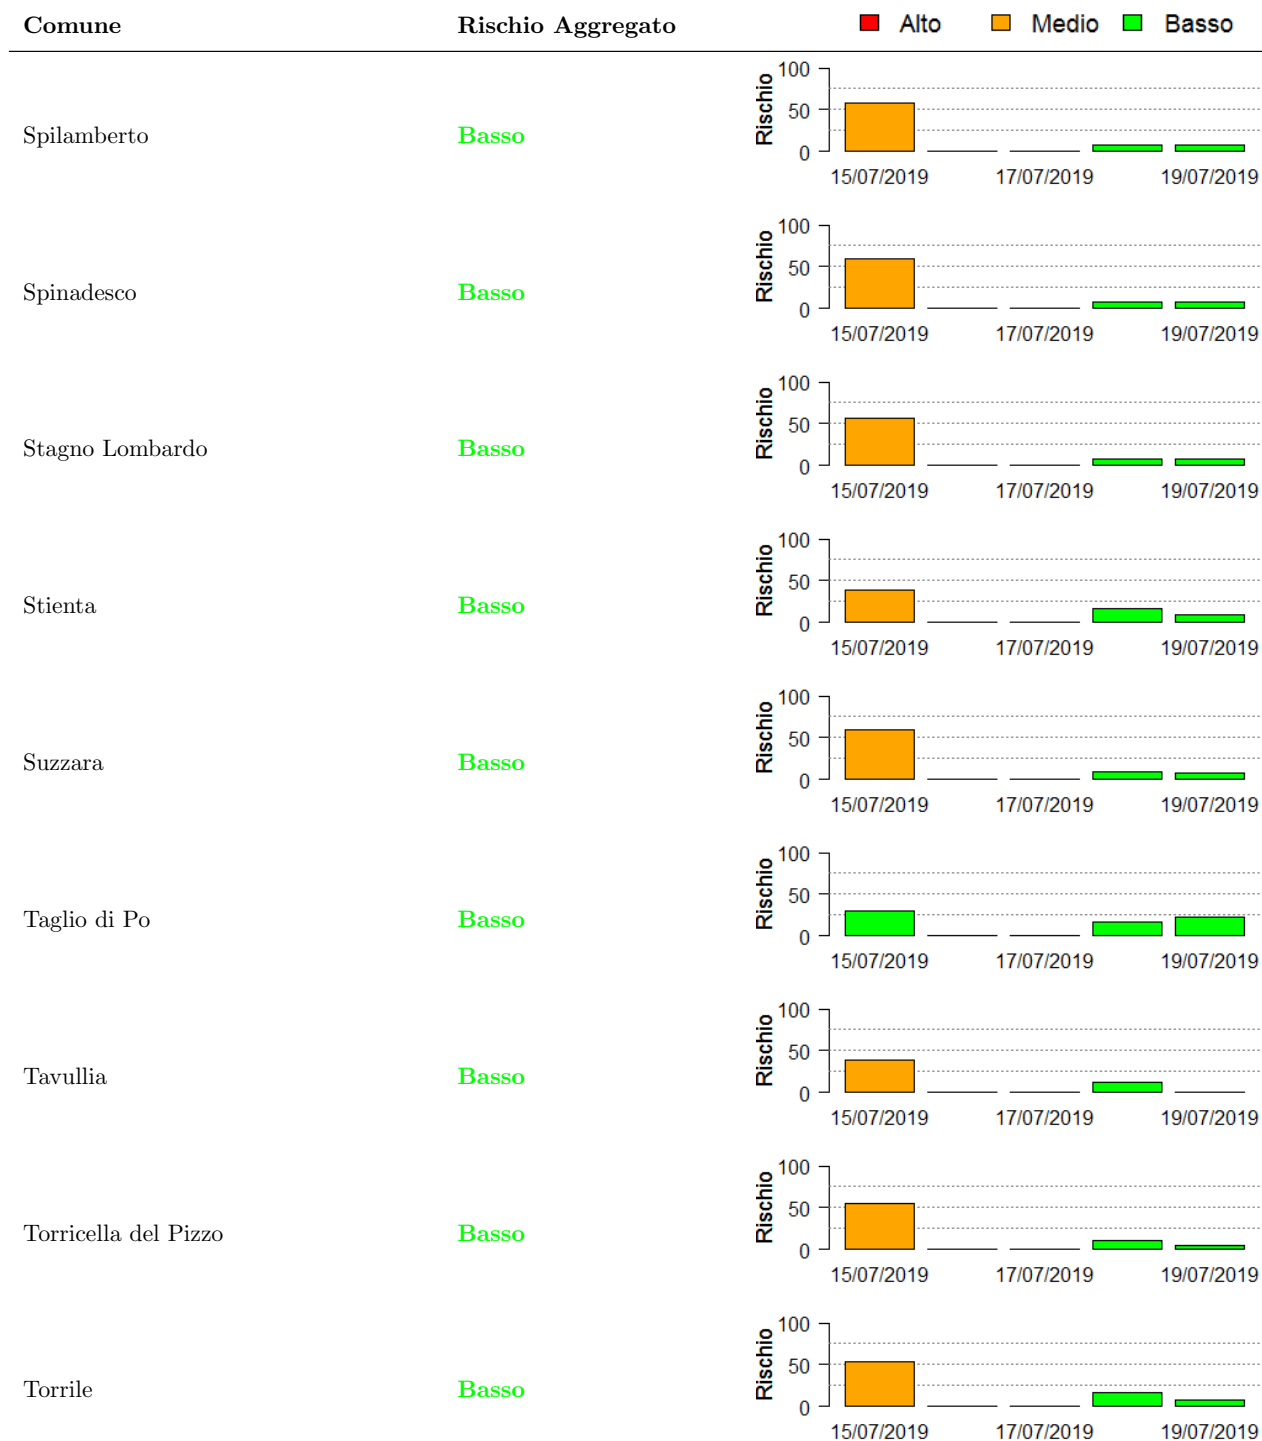 Comune Rischio Aggregato Alto Medio Basso
Spilamberto Basso
Rischio
100
50
0
15/07/2019 17/07/2019 19/07/2019
Spinadesco Basso
Rischio
100
50
0
15/07/2019 17/07/2019 19/07/2019
Stagno Lombardo Basso
Rischio
100
50
0
15/07/2019 17/07/2019 19/07/2019
Stienta Basso
Rischio
100
50
0
15/07/2019 17/07/2019 19/07/2019
Suzzara Basso
Rischio
100
50
0
15/07/2019 17/07/2019 19/07/2019
Taglio di Po Basso
Rischio
100
50
0
15/07/2019 17/07/2019 19/07/2019
Tavullia Basso
Rischio
100
50
0
15/07/2019 17/07/2019 19/07/2019
Torricella del Pizzo Basso
Rischio
100
50
0
15/07/2019 17/07/2019 19/07/2019
Torrile Basso
Rischio
100
50
0
15/07/2019 17/07/2019 19/07/2019